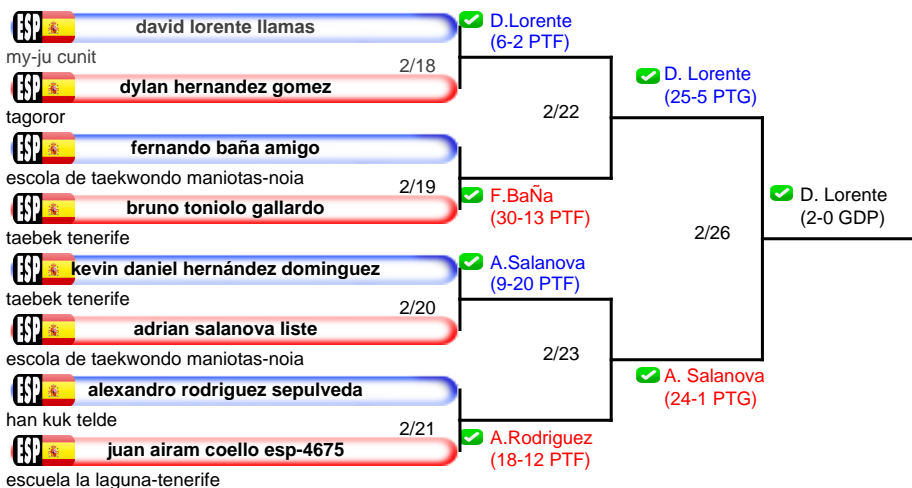 ESP david lorente llamas
my-ju cunit
2/18
ESP dylan hernandez gomez
tagoror
ESP fernando baña amigo
escola de taekwondo maniotas-noia
2/19
ESP bruno toniolo gallardo
taebek tenerife
ESP kevin daniel hernández dominguez
taebek tenerife
2/20
ESP adrian salanova liste
escola de taekwondo maniotas-noia
ESP alexandro rodriguez sepulveda
han kuk telde
2/21
ESP juan airam coello esp-4675
escuela la laguna-tenerife
D.Lorente
(6-2 PTF)
2/22
F.BaÑa
(30-13 PTF)
A.Salanova
(9-20 PTF)
2/23
A.Rodriguez
(18-12 PTF)
D. Lorente
(25-5 PTG)
2/26
A. Salanova
(24-1 PTG)
D. Lorente
(2-0 GDP)